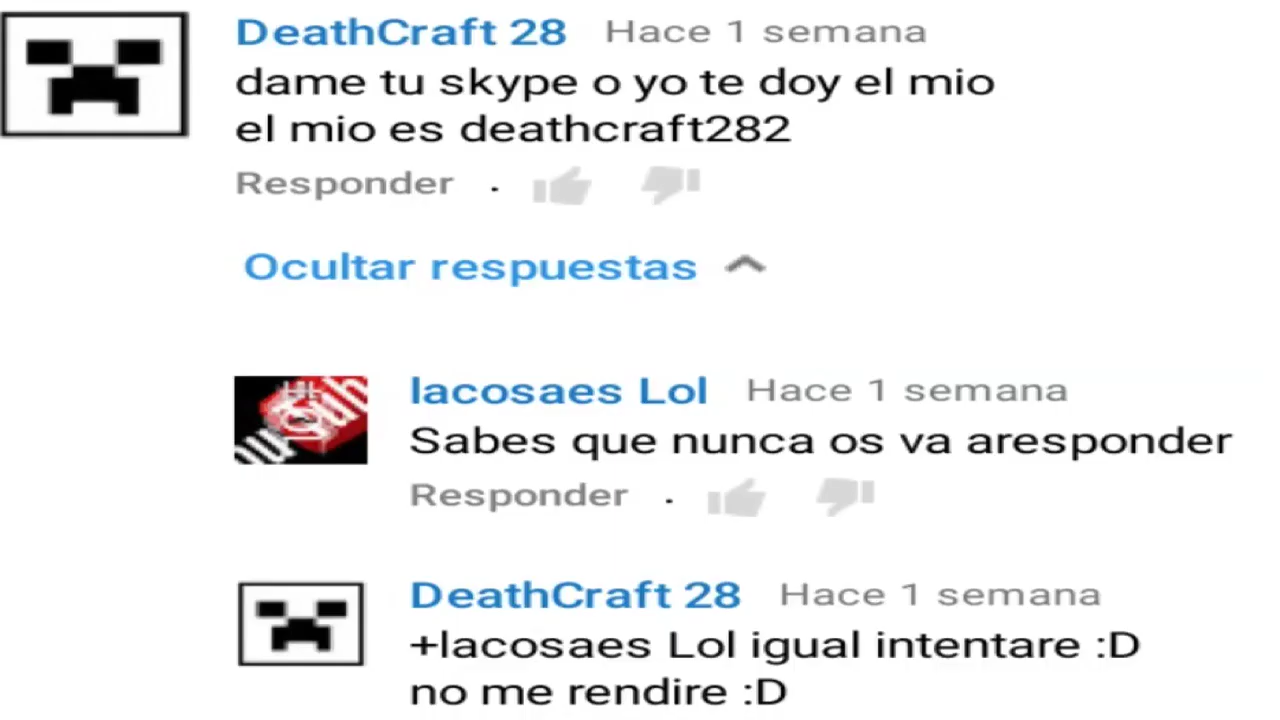 DeathCraft 28 Hace 1 semana
dame tu skype o yo te doy el mio
el mio es deathcraft282
Responder .
Ocultar respuestas
lacosaes Lol Hace 1 semana
Sabes que nunca os va aresponder
Responder .
DeathCraft 28 Hace 1 semana
+lacosaes Lol igual intentare :D
no me rendire :D